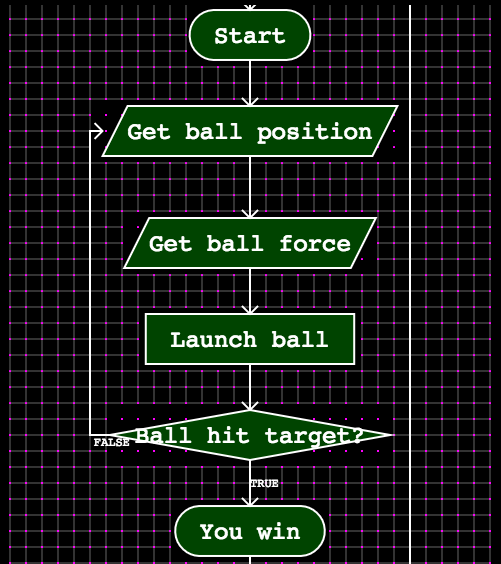 Start
Get ball position
Get ball force
Launch ball
Ball hit target?
FALSE
TRUE
You win